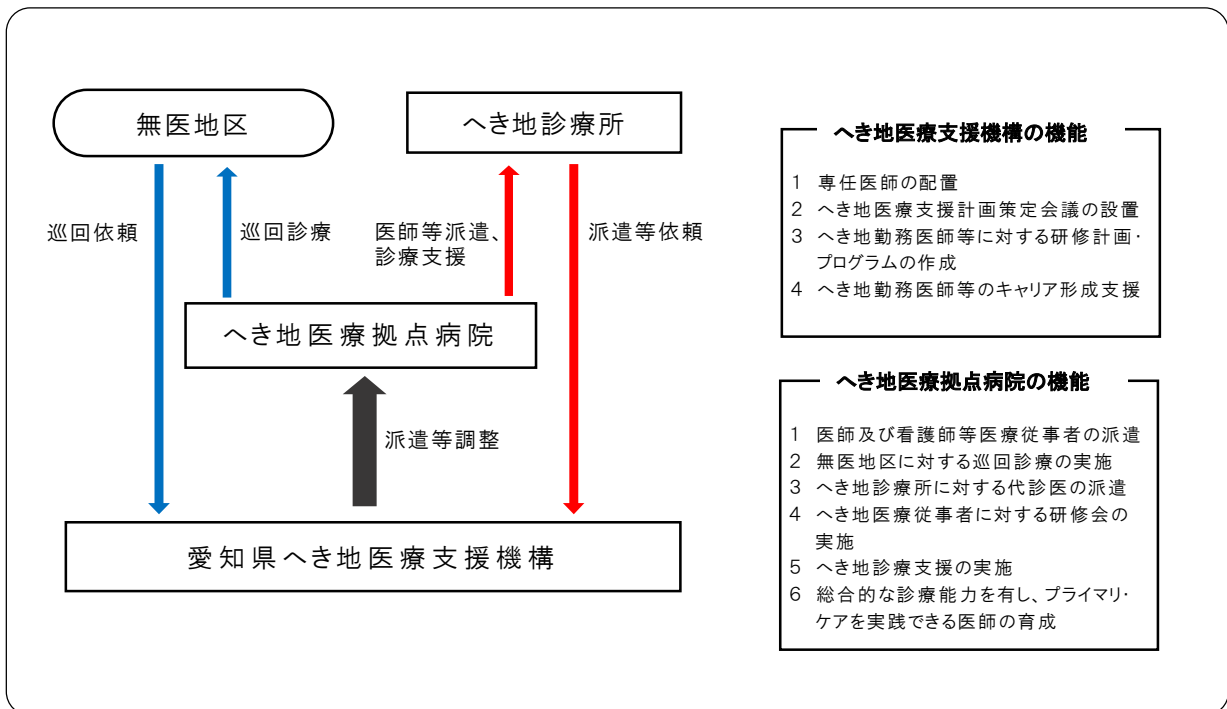 無医地区
へき地診療所
巡回依頼
巡回診療
医師等派遣、
診療支援
派遣等依頼
へき地医療拠点病院
派遣等調整
愛知県へき地医療支援機構
へき地医療支援機構の機能
1 専任医師の配置
2 へき地医療支援計画策定会議の設置
3 へき地勤務医師等に対する研修計画・
プログラムの作成
4 へき地勤務医師等のキャリア形成支援
へき地医療拠点病院の機能
1 医師及び看護師等医療従事者の派遣
2 無医地区に対する巡回診療の実施
3 へき地診療所に対する代診医の派遣
4 へき地医療従事者に対する研修会の
実施
5 へき地診療支援の実施
6 総合的な診療能力を有し、プライマリ・
ケアを実践できる医師の育成